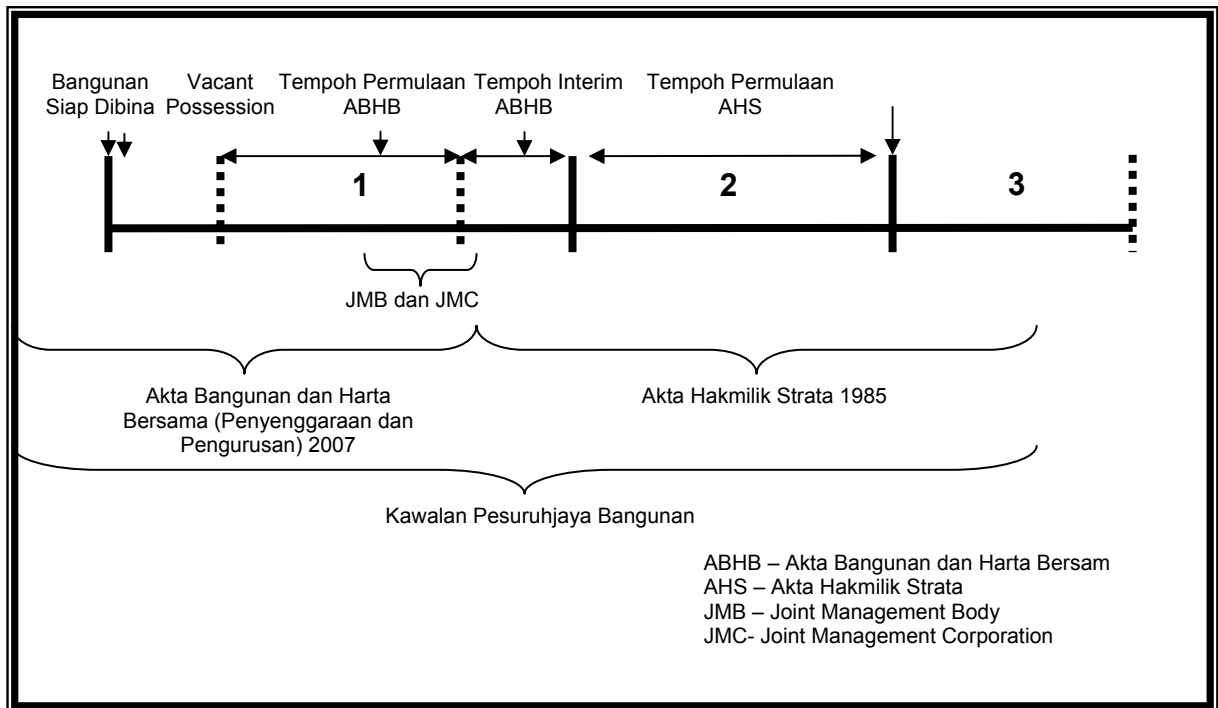 Bangunan
Siap Dibina
Vacant
Possession
Tempoh Permulaan
ABHB
Tempoh Interim
ABHB
Tempoh Permulaan
AHS
1
2
3
JMB dan JMC
Akta Bangunan dan Harta
Bersama (Penyenggaraan dan
Pengurusan) 2007
Akta Hakmilik Strata 1985
Kawalan Pesuruhjaya Bangunan
ABHB – Akta Bangunan dan Harta Bersam
AHS – Akta Hakmilik Strata
JMB – Joint Management Body
JMC- Joint Management Corporation